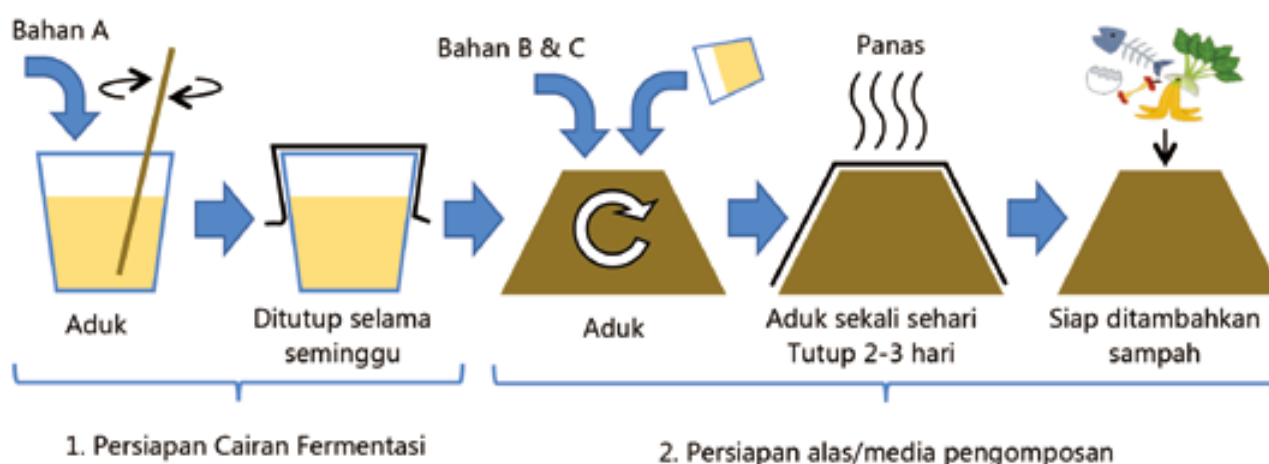 Bahan A
Bahan B & C
Panas
Aduk
Ditutup selama
seminggu
Aduk
Aduk sekali sehari
Tutup 2-3 hari
Siap ditambahkan
sampah
1. Persiapan Cairan Fermentasi
2. Persiapan alas/media pengomposan